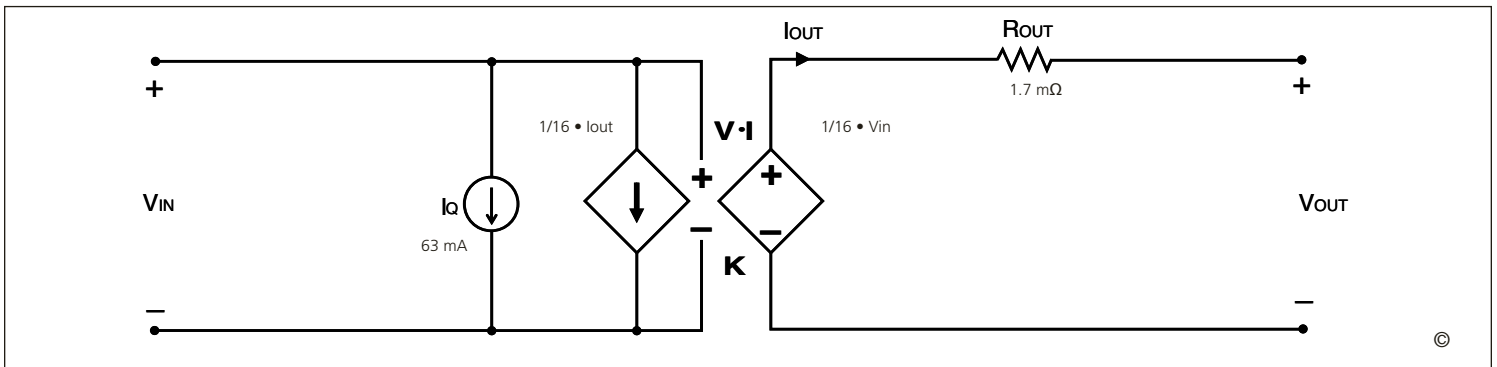 IOUT
ROUT
1.7 mΩ
+
+
1/16 • Iout
V•I
1/16 • Vin
+
+
VIN
IQ
VOUT
63 mA
−
−
K
−
−
©